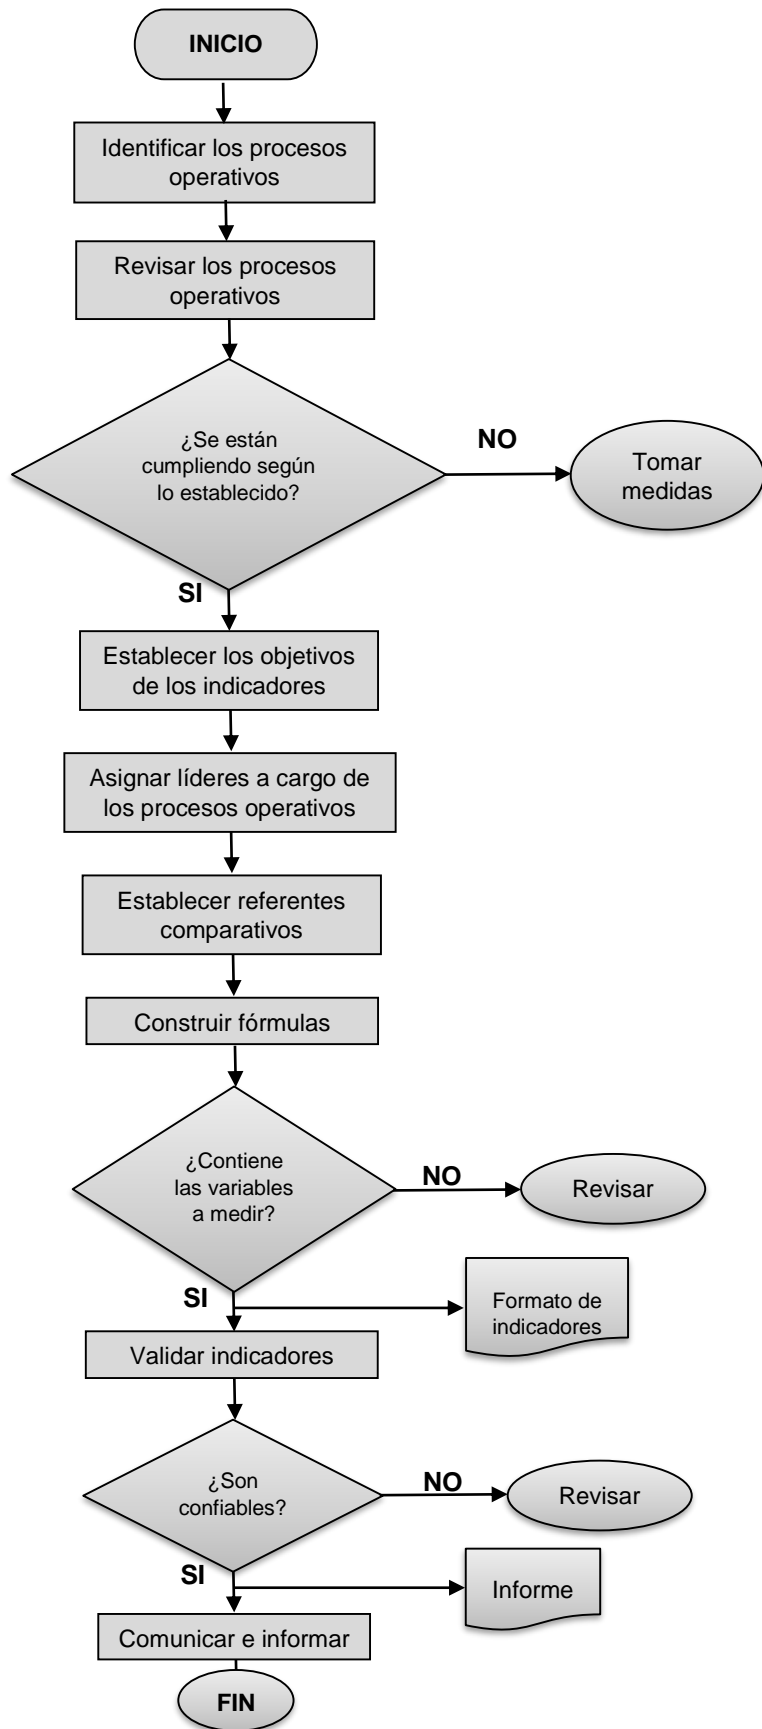 INICIO
Identificar los procesos
operativos
Revisar los procesos
operativos
¿Se están
cumpliendo según
lo establecido?
NO
Tomar
medidas
SI
Establecer los objetivos
de los indicadores
Asignar líderes a cargo de
los procesos operativos
Establecer referentes
comparativos
Construir fórmulas
¿Contiene
las variables
a medir?
NO
Revisar
SI
Formato de
indicadores
Validar indicadores
¿Son
confiables?
NO
Revisar
SI
Informe
Comunicar e informar
FIN